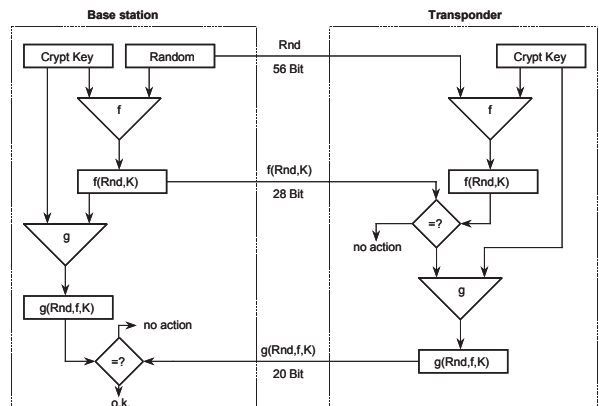 Base station
Transponder
Crypt Key
Random
Rnd
56 Bit
Crypt Key
f
f
f(Rnd,K)
f(Rnd,K)
28 Bit
f(Rnd,K)
=?
no action
g
g
g(Rnd,f,K)
no action
=?
g(Rnd,f,K)
20 Bit
g(Rnd,f,K)
o.k.